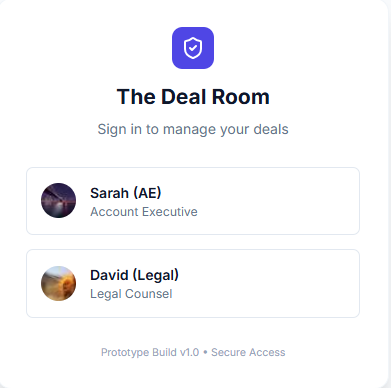 The Deal Room
Sign in to manage your deals
Sarah (AE)
Account Executive
David (Legal)
Legal Counsel
Prototype Build v1.0 • Secure Access